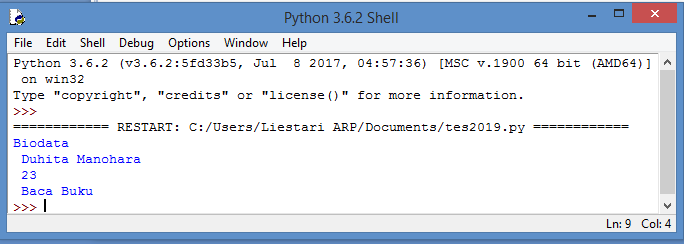 Python 3.6.2 Shell
File Edit Shell Debug Options Window Help
Python 3.6.2 (v3.6.2:5fd33b5, Jul  8 2017, 04:57:36) [MSC v.1900 64 bit (AMD64)]
 on win32
Type "copyright", "credits" or "license()" for more information.
>>>
============ RESTART: C:/Users/Liestari ARP/Documents/tes2019.py ============
Biodata
 Duhita Manohara
 23
 Baca Buku
>>>
Ln: 9 Col: 4